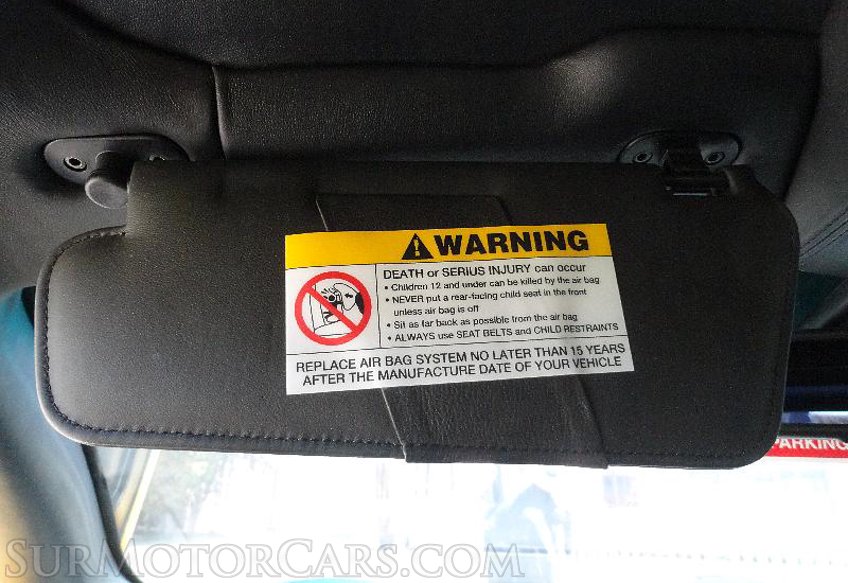 WARNING
DEATH or SERIUS INJURY can occur
• Children 12 and under can be killed by the air bag
• NEVER put a rear-facing child seat in the front
unless air bag is off
• Sit as far back as possible from the air bag
• ALWAYS use SEAT BELTS and CHILD RESTRAINTS
REPLACE AIR BAG SYSTEM NO LATER THAN 15 YEARS
AFTER THE MANUFACTURE DATE OF YOUR VEHICLE
PARKING
SURMOTORCARS.COM